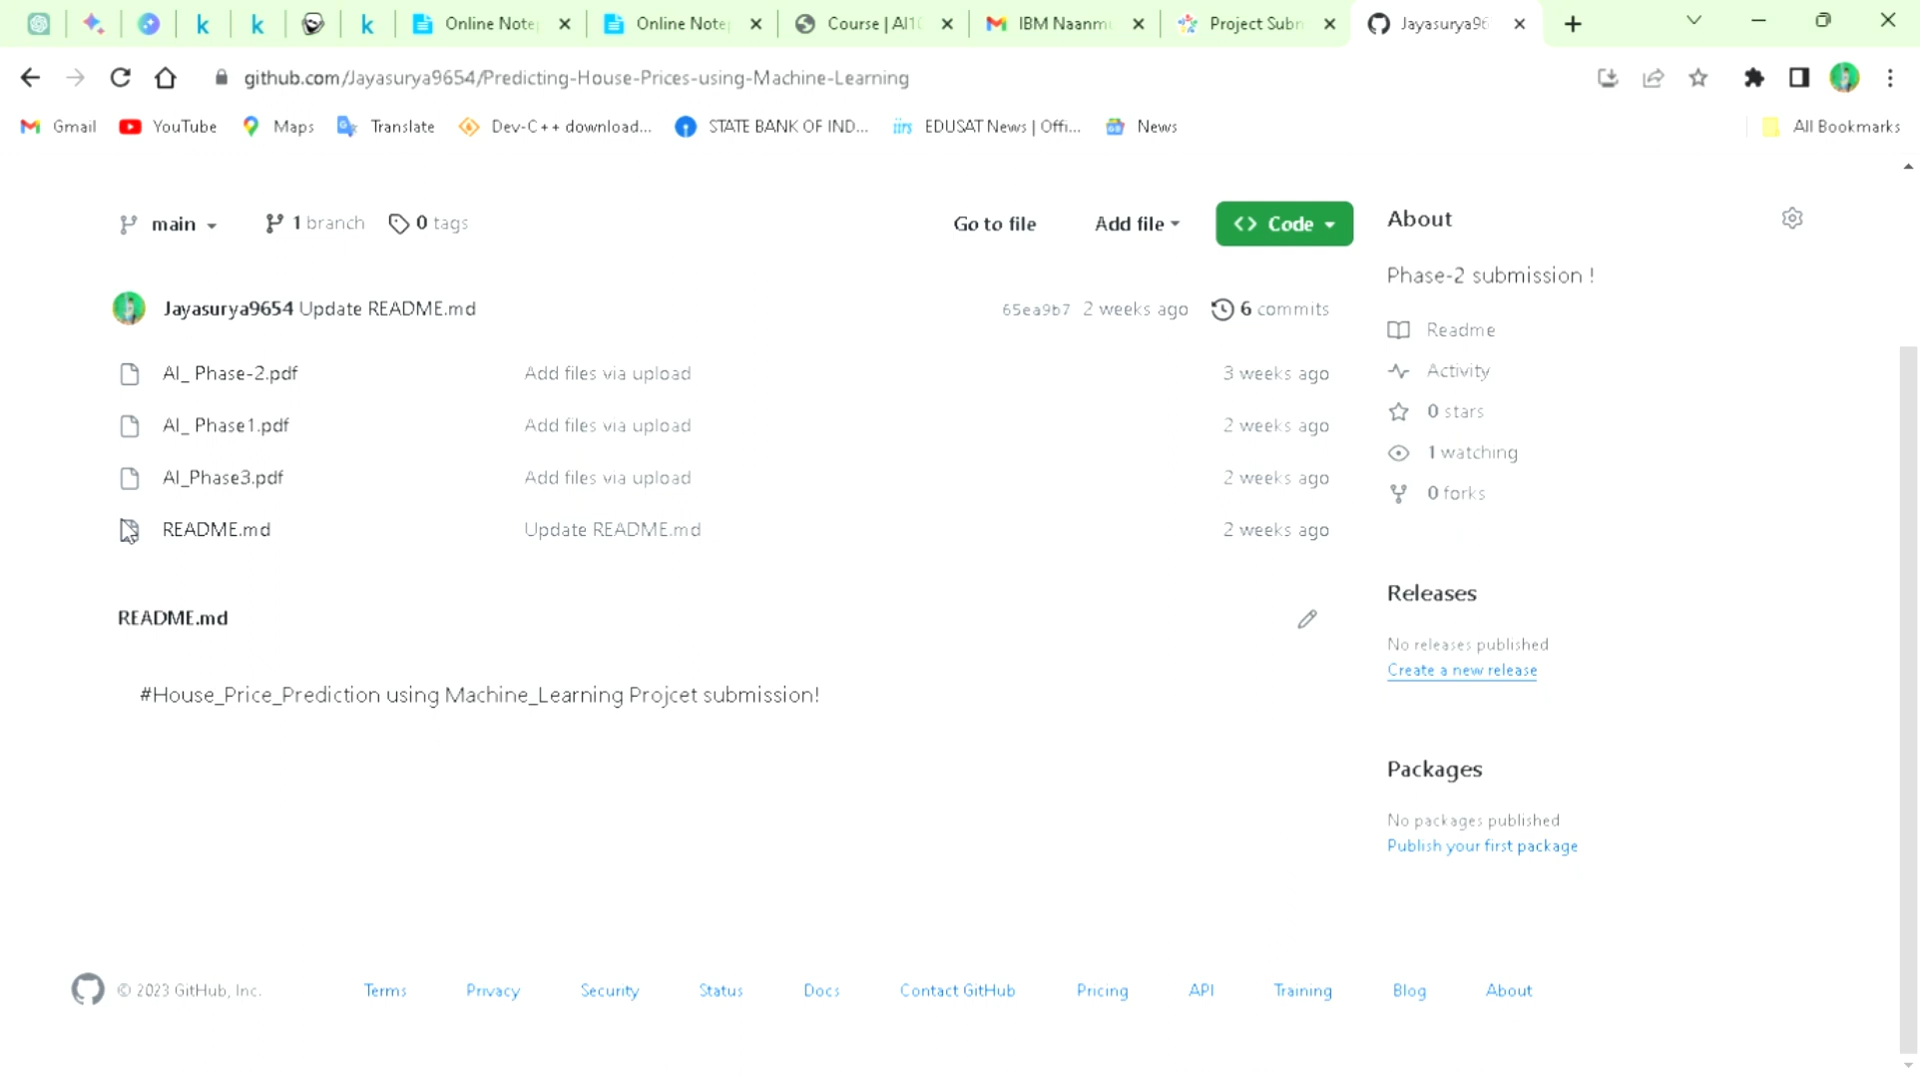 Online Note
Online Note
Course | AI1
IBM Naanm
Project Subn
Jayasurya96
github.com/Jayasurya9654/Predicting-House-Prices-using-Machine-Learning
Gmail
YouTube
Maps
Translate
Dev-C++ download...
STATE BANK OF IND...
EDUSAT News | Offi...
News
All Bookmarks
main
1 branch
0 tags
Go to file
Add file
<> Code
About
Phase-2 submission !
Jayasurya9654 Update README.md
65ea9b7 2 weeks ago
6 commits
Readme
AI_ Phase-2.pdf
Add files via upload
3 weeks ago
Activity
AI_ Phase1.pdf
Add files via upload
2 weeks ago
0 stars
AI_Phase3.pdf
Add files via upload
2 weeks ago
1 watching
0 forks
README.md
Update README.md
2 weeks ago
Releases
README.md
No releases published
Create a new release
#House_Price_Prediction using Machine_Learning Projcet submission!
Packages
No packages published
Publish your first package
© 2023 GitHub, Inc.
Terms
Privacy
Security
Status
Docs
Contact GitHub
Pricing
API
Training
Blog
About